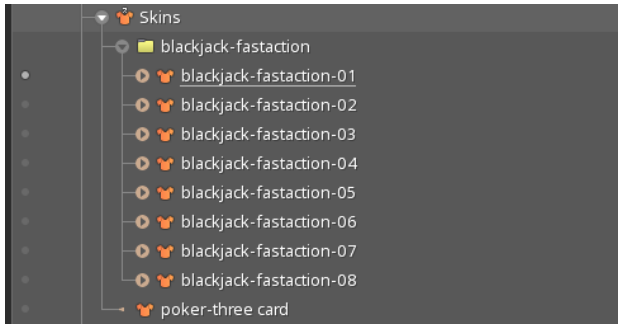 Skins
blackjack-fastaction
blackjack-fastaction-01
blackjack-fastaction-02
blackjack-fastaction-03
blackjack-fastaction-04
blackjack-fastaction-05
blackjack-fastaction-06
blackjack-fastaction-07
blackjack-fastaction-08
poker-three card